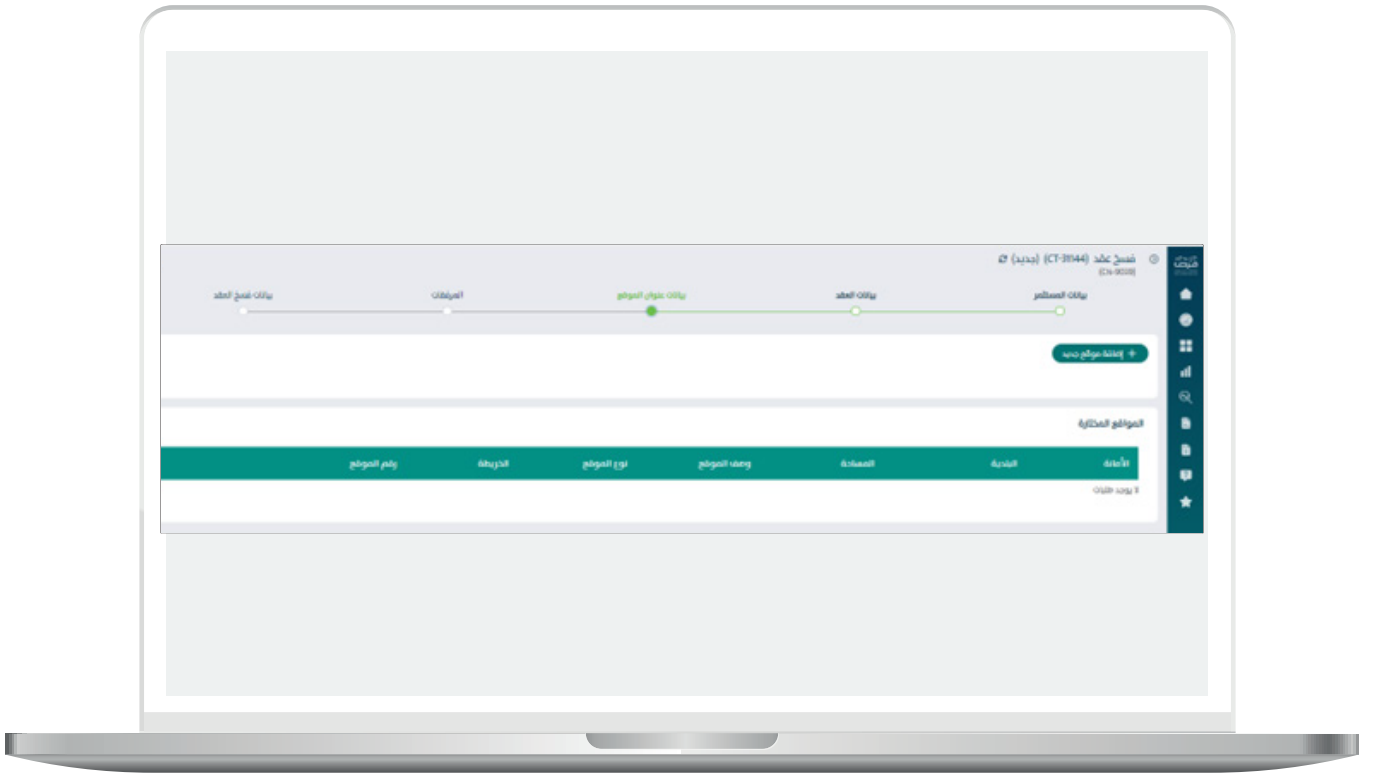 فرص
فسخ عقد (CT-31144) (جديد)
بيانات المستثمر
بيانات العقد
بيانات عنوان الموقع
المرفقات
بيانات فسخ العقد
+ إضافة موقع جديد
المواقع المختارة
الأمانة البلدية المساحة وصف الموقع نوع الموقع الخريطة رقم الموقع
لا يوجد طلبات